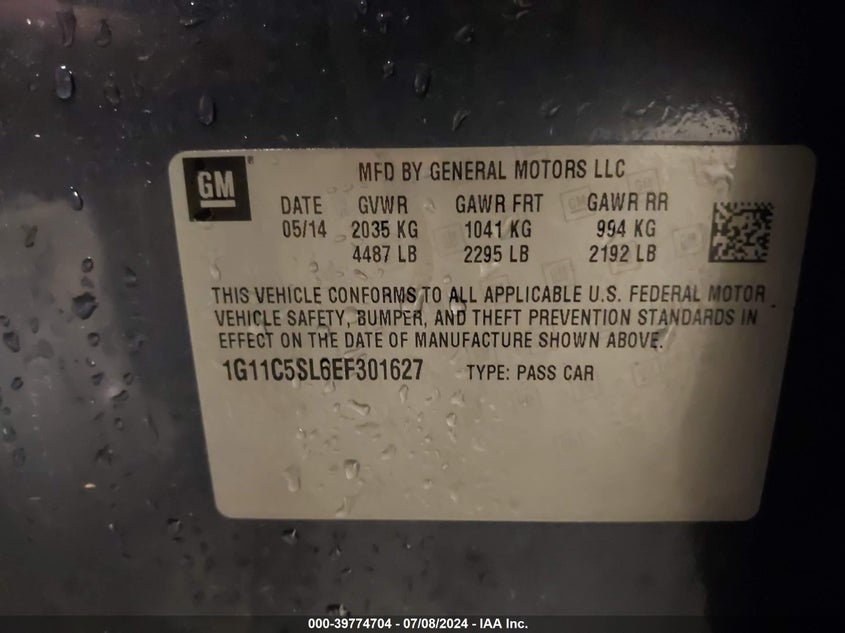 GM
MFD BY GENERAL MOTORS LLC
DATE GVWR GAWR FRT GAWR RR
05/14 2035 KG 1041 KG 994 KG
4487 LB 2295 LB 2192 LB
THIS VEHICLE CONFORMS TO ALL APPLICABLE U.S. FEDERAL MOTOR
VEHICLE SAFETY, BUMPER, AND THEFT PREVENTION STANDARDS IN
EFFECT ON THE DATE OF MANUFACTURE SHOWN ABOVE.
1G11C5SL6EF301627 TYPE: PASS CAR
000-39774704 - 07/08/2024 - IAA Inc.